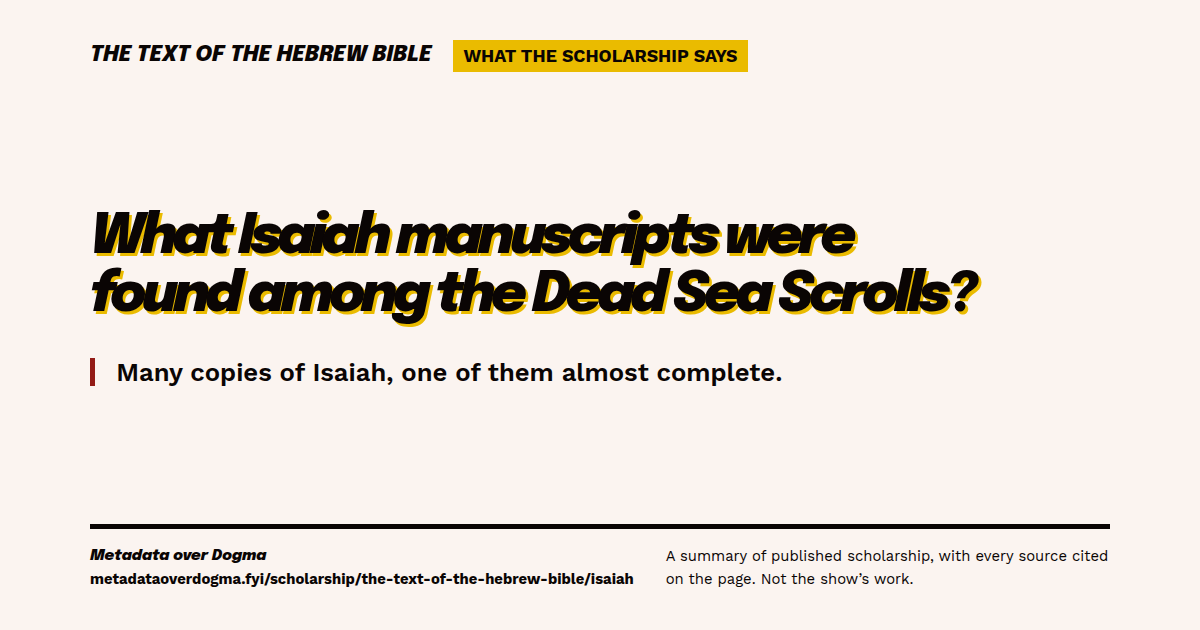 THE TEXT OF THE HEBREW BIBLE
WHAT THE SCHOLARSHIP SAYS
What Isaiah manuscripts were
found among the Dead Sea Scrolls?
Many copies of Isaiah, one of them almost complete.
Metadata over Dogma
metadataoverdogma.fyi/scholarship/the-text-of-the-hebrew-bible/isaiah
A summary of published scholarship, with every source cited
on the page. Not the show’s work.